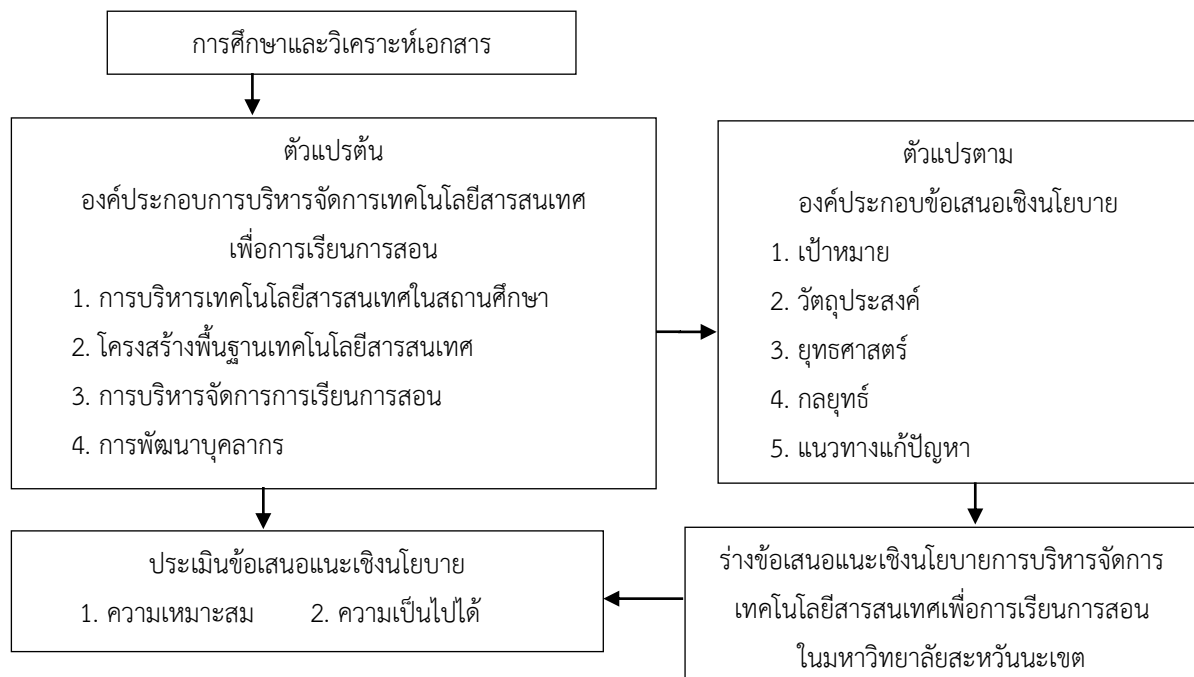 การศึกษาและวิเคราะห์เอกสาร
ตัวแปรต้น
องค์ประกอบการบริหารจัดการเทคโนโลยีสารสนเทศ
เพื่อการเรียนการสอน
1. การบริหารเทคโนโลยีสารสนเทศในสถานศึกษา
2. โครงสร้างพื้นฐานเทคโนโลยีสารสนเทศ
3. การบริหารจัดการการเรียนการสอน
4. การพัฒนาบุคลากร
ตัวแปรตาม
องค์ประกอบข้อเสนอเชิงนโยบาย
1. เป้าหมาย
2. วัตถุประสงค์
3. ยุทธศาสตร์
4. กลยุทธ์
5. แนวทางแก้ปัญหา
ประเมินข้อเสนอแนะเชิงนโยบาย
1. ความเหมาะสม 2. ความเป็นไปได้
ร่างข้อเสนอแนะเชิงนโยบายการบริหารจัดการ
เทคโนโลยีสารสนเทศเพื่อการเรียนการสอน
ในมหาวิทยาลัยสะหวันนะเขต